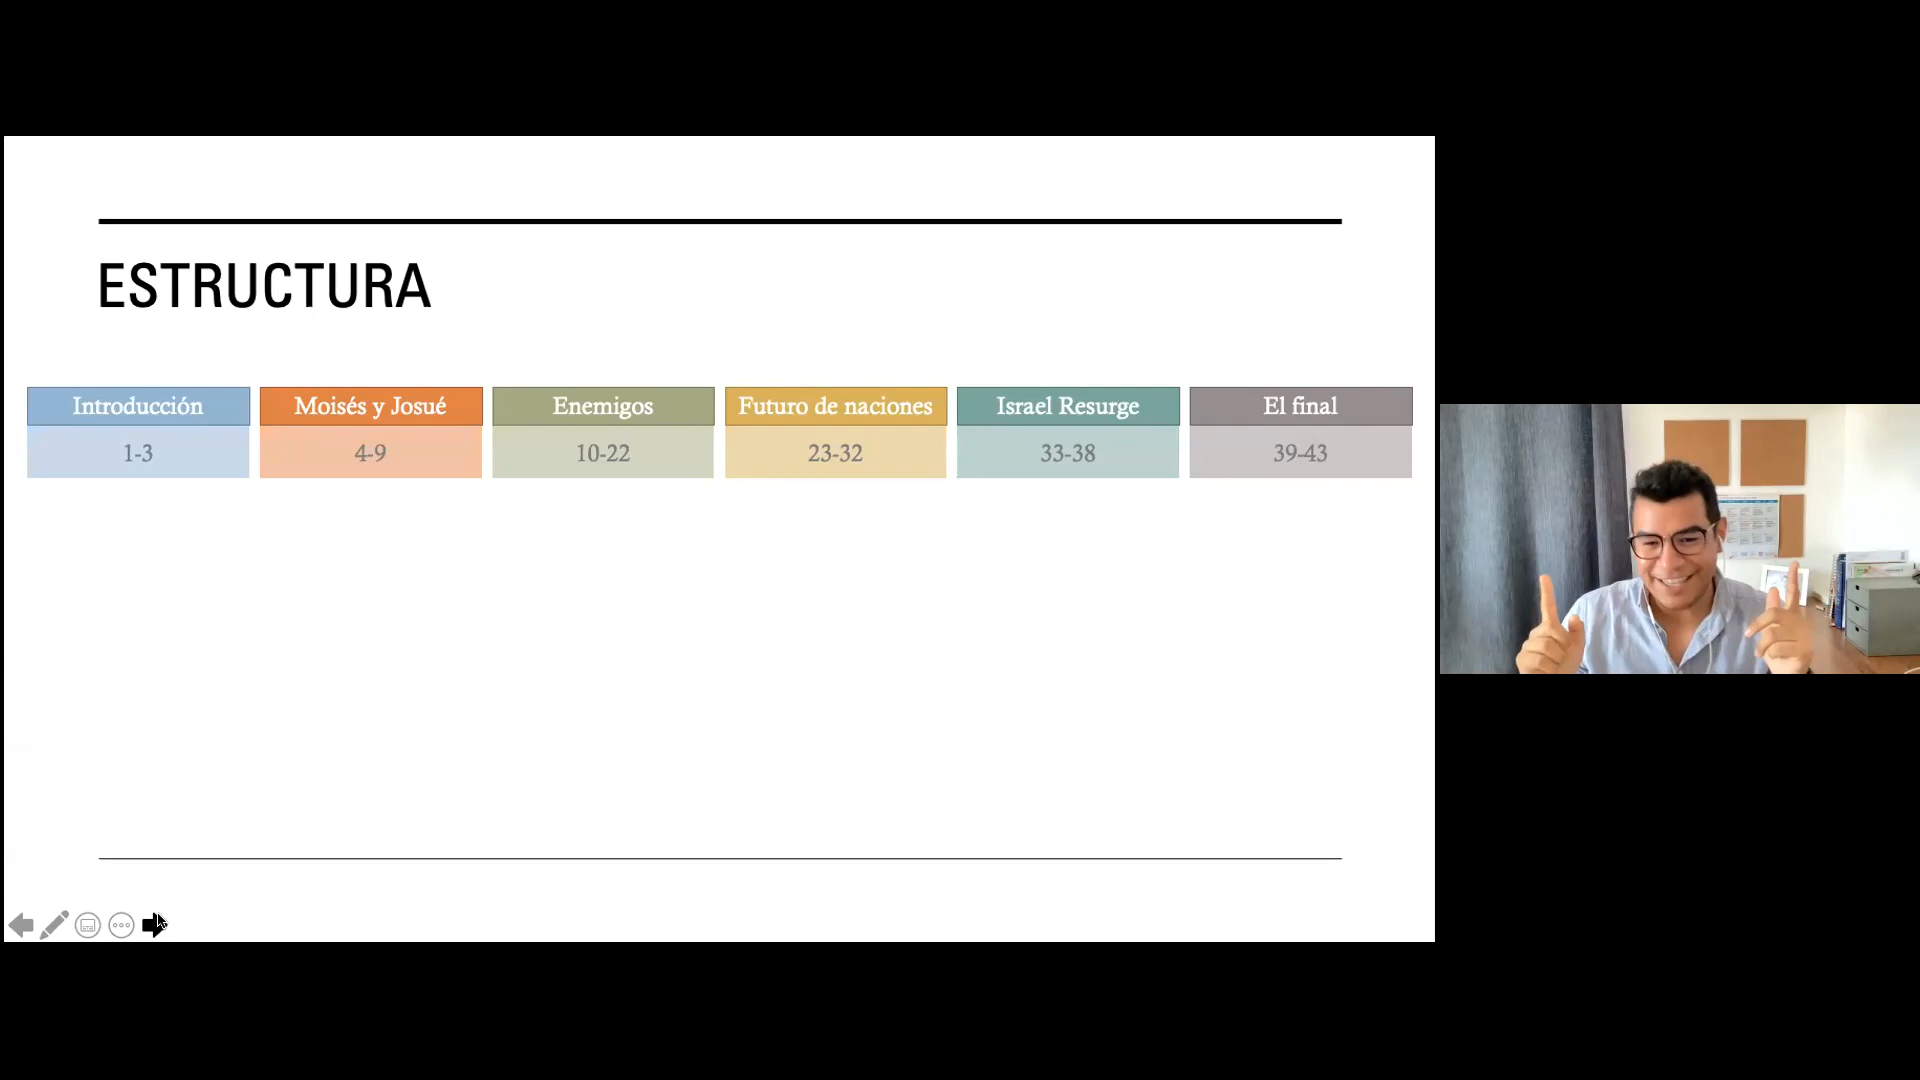 ESTRUCTURA
Introducción
Moisés y Josué
Enemigos
Futuro de naciones
Israel Resurge
El final
1-3
4-9
10-22
23-32
33-38
39-43